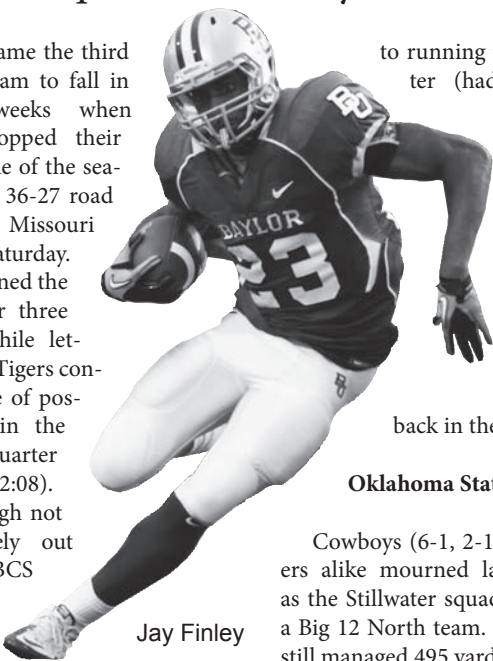 ame the third
am to fall in
weeks when
opped their
e of the sea-
36-27 road
Missouri
aturday.
ned the
r three
hile let-
Tigers con-
e of pos-
in the
uarter
2:08).
gh not
ely out
BCS
BU
BAYLOR
23
BU
Jay Finley
to running
ter (had
back in the
Oklahoma Stat
Cowboys (6-1, 2-1
ers alike mourned la
as the Stillwater squad
a Big 12 North team.
still managed 495 yard